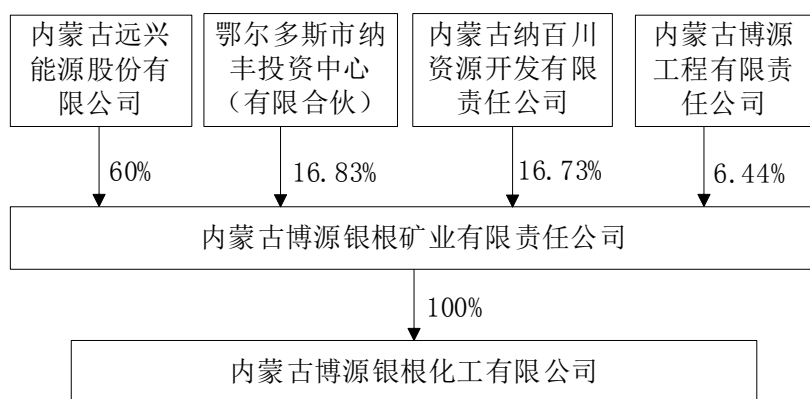 内蒙古远兴
能源股份有
限公司
鄂尔多斯市纳
丰投资中心
（有限合伙）
内蒙古纳百川
资源开发有限
责任公司
内蒙古博源
工程有限责
任公司
60%
16.83%
16.73%
6.44%
内蒙古博源银根矿业有限责任公司
100%
内蒙古博源银根化工有限公司